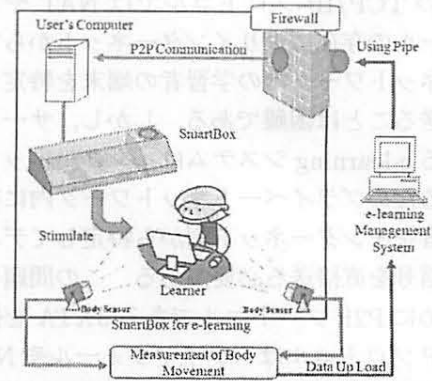 User's Computer
Firewall
P2P Communication
Using Pipe
SmartBox
e-learning
Management
System
Stimulate
Learner
Body Sensor
Body Sensor
SmartBox for e-learning
Measurement of Body
Movement
Data Up Load